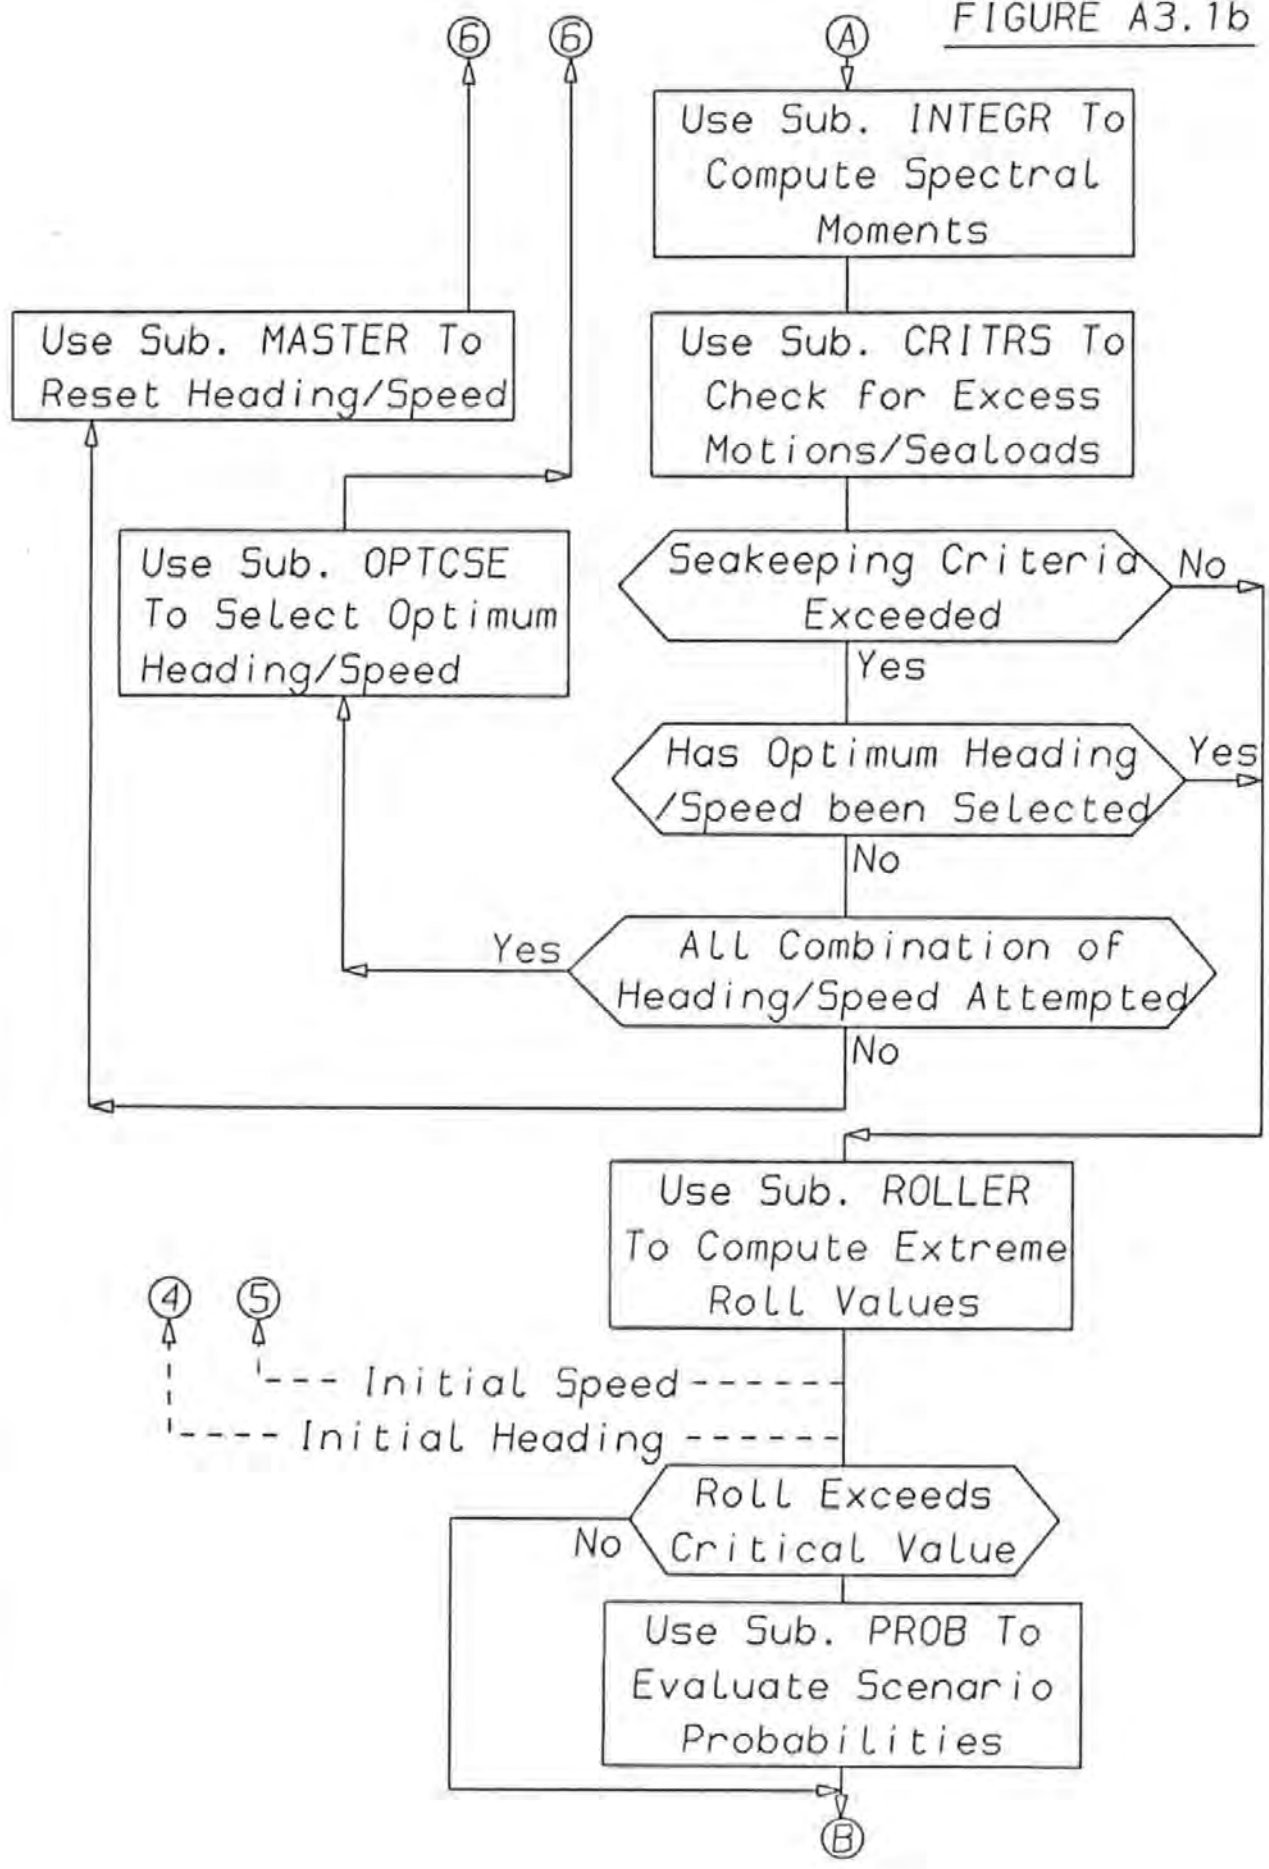 FIGURE A3.1b
6
6
A
Use Sub. INTEGR To
Compute Spectral
Moments
Use Sub. MASTER To
Reset Heading/Speed
Use Sub. CRITRS To
Check for Excess
Motions/Sealoads
Use Sub. OPTCSE
To Select Optimum
Heading/Speed
Seakeeping Criteria
Exceeded
No
Yes
Has Optimum Heading
/Speed been Selected
Yes
No
All Combination of
Heading/Speed Attempted
Yes
No
Use Sub. ROLLER
To Compute Extreme
Roll Values
4
5
Initial Speed
Initial Heading
Roll Exceeds
Critical Value
No
Use Sub. PROB To
Evaluate Scenario
Probabilities
B